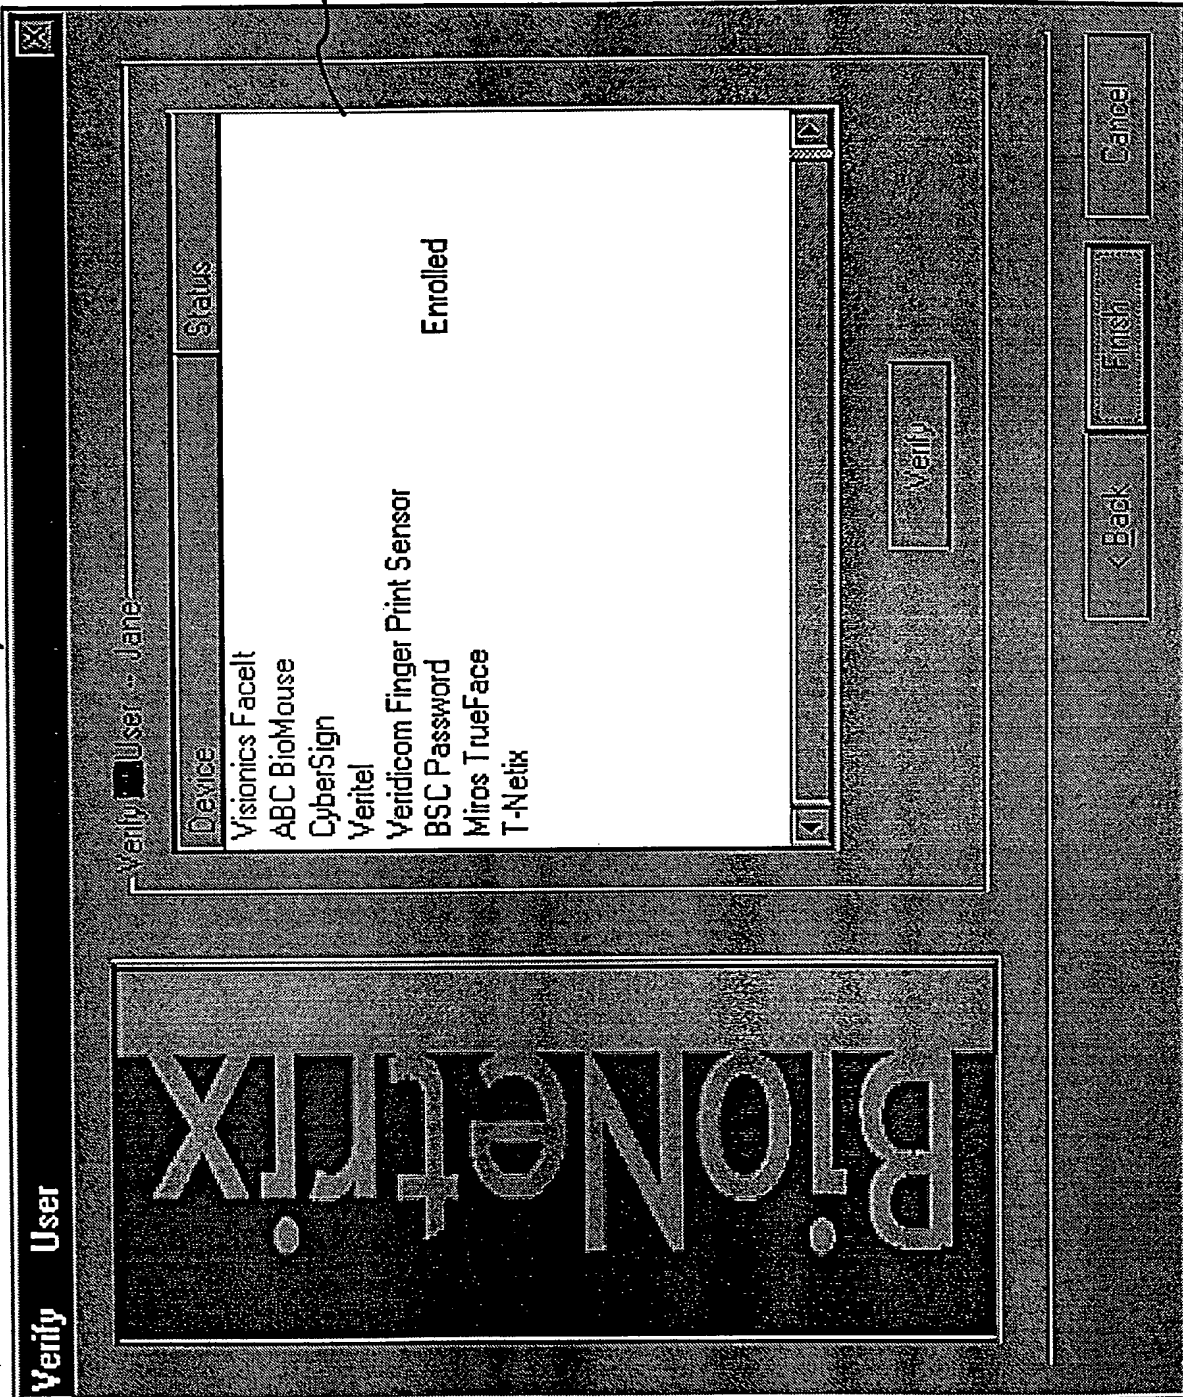 Verify User
BioNetrix
Verify User -- Jane
Device Status
Visionics FaceIt
ABC BioMouse
CyberSign
Veritel
Veridicom Finger Print Sensor
BSC Password Enrolled
Miros TrueFace
T-Netix
Verify
< Back Finish Cancel